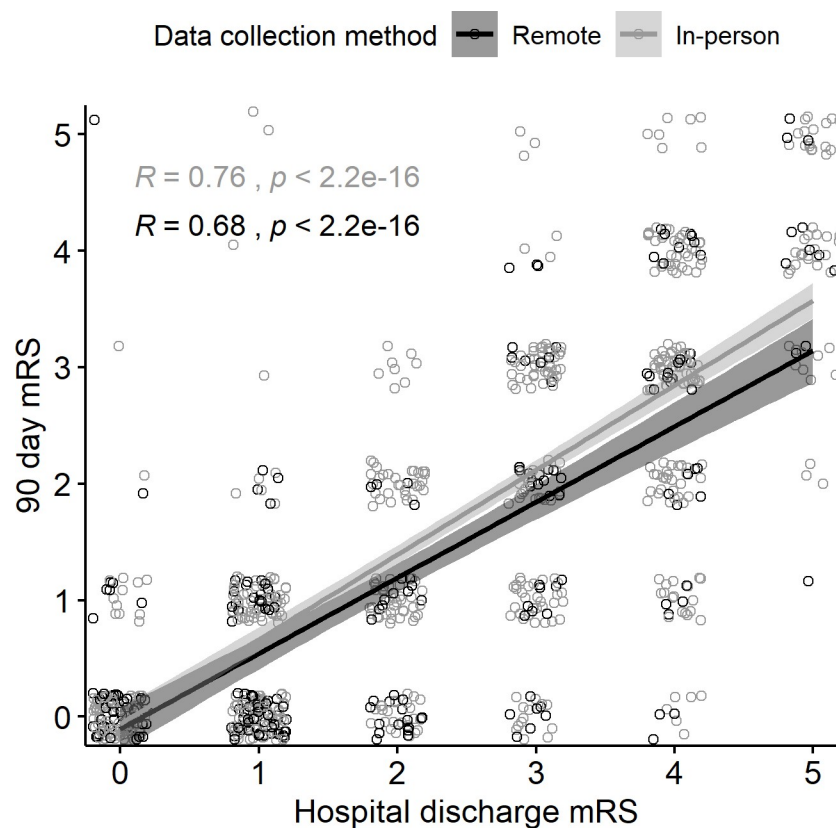 Data collection method Remote In-person
R = 0.76 , p < 2.2e-16
R = 0.68 , p < 2.2e-16
5
4
3
2
1
0
90 day mRS
0 1 2 3 4 5
Hospital discharge mRS